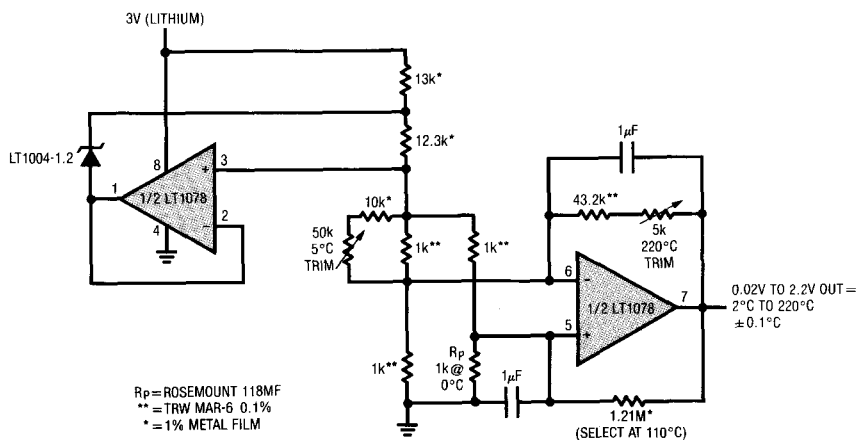 3V (LITHIUM)
13k*
12.3k*
LT1004-1.2
8
3
1
+
1/2 LT1078
2
−
4
1µF
43.2k**
5k
220°C
TRIM
10k*
50k
5°C
TRIM
1k**
1k**
6
−
1/2 LT1078
7
5
+
0.02V TO 2.2V OUT =
2°C TO 220°C
±0.1°C
1k**
RP
1k @
0°C
1µF
1.21M*
(SELECT AT 110°C)
RP = ROSEMOUNT 118MF
** = TRW MAR-6 0.1%
* = 1% METAL FILM